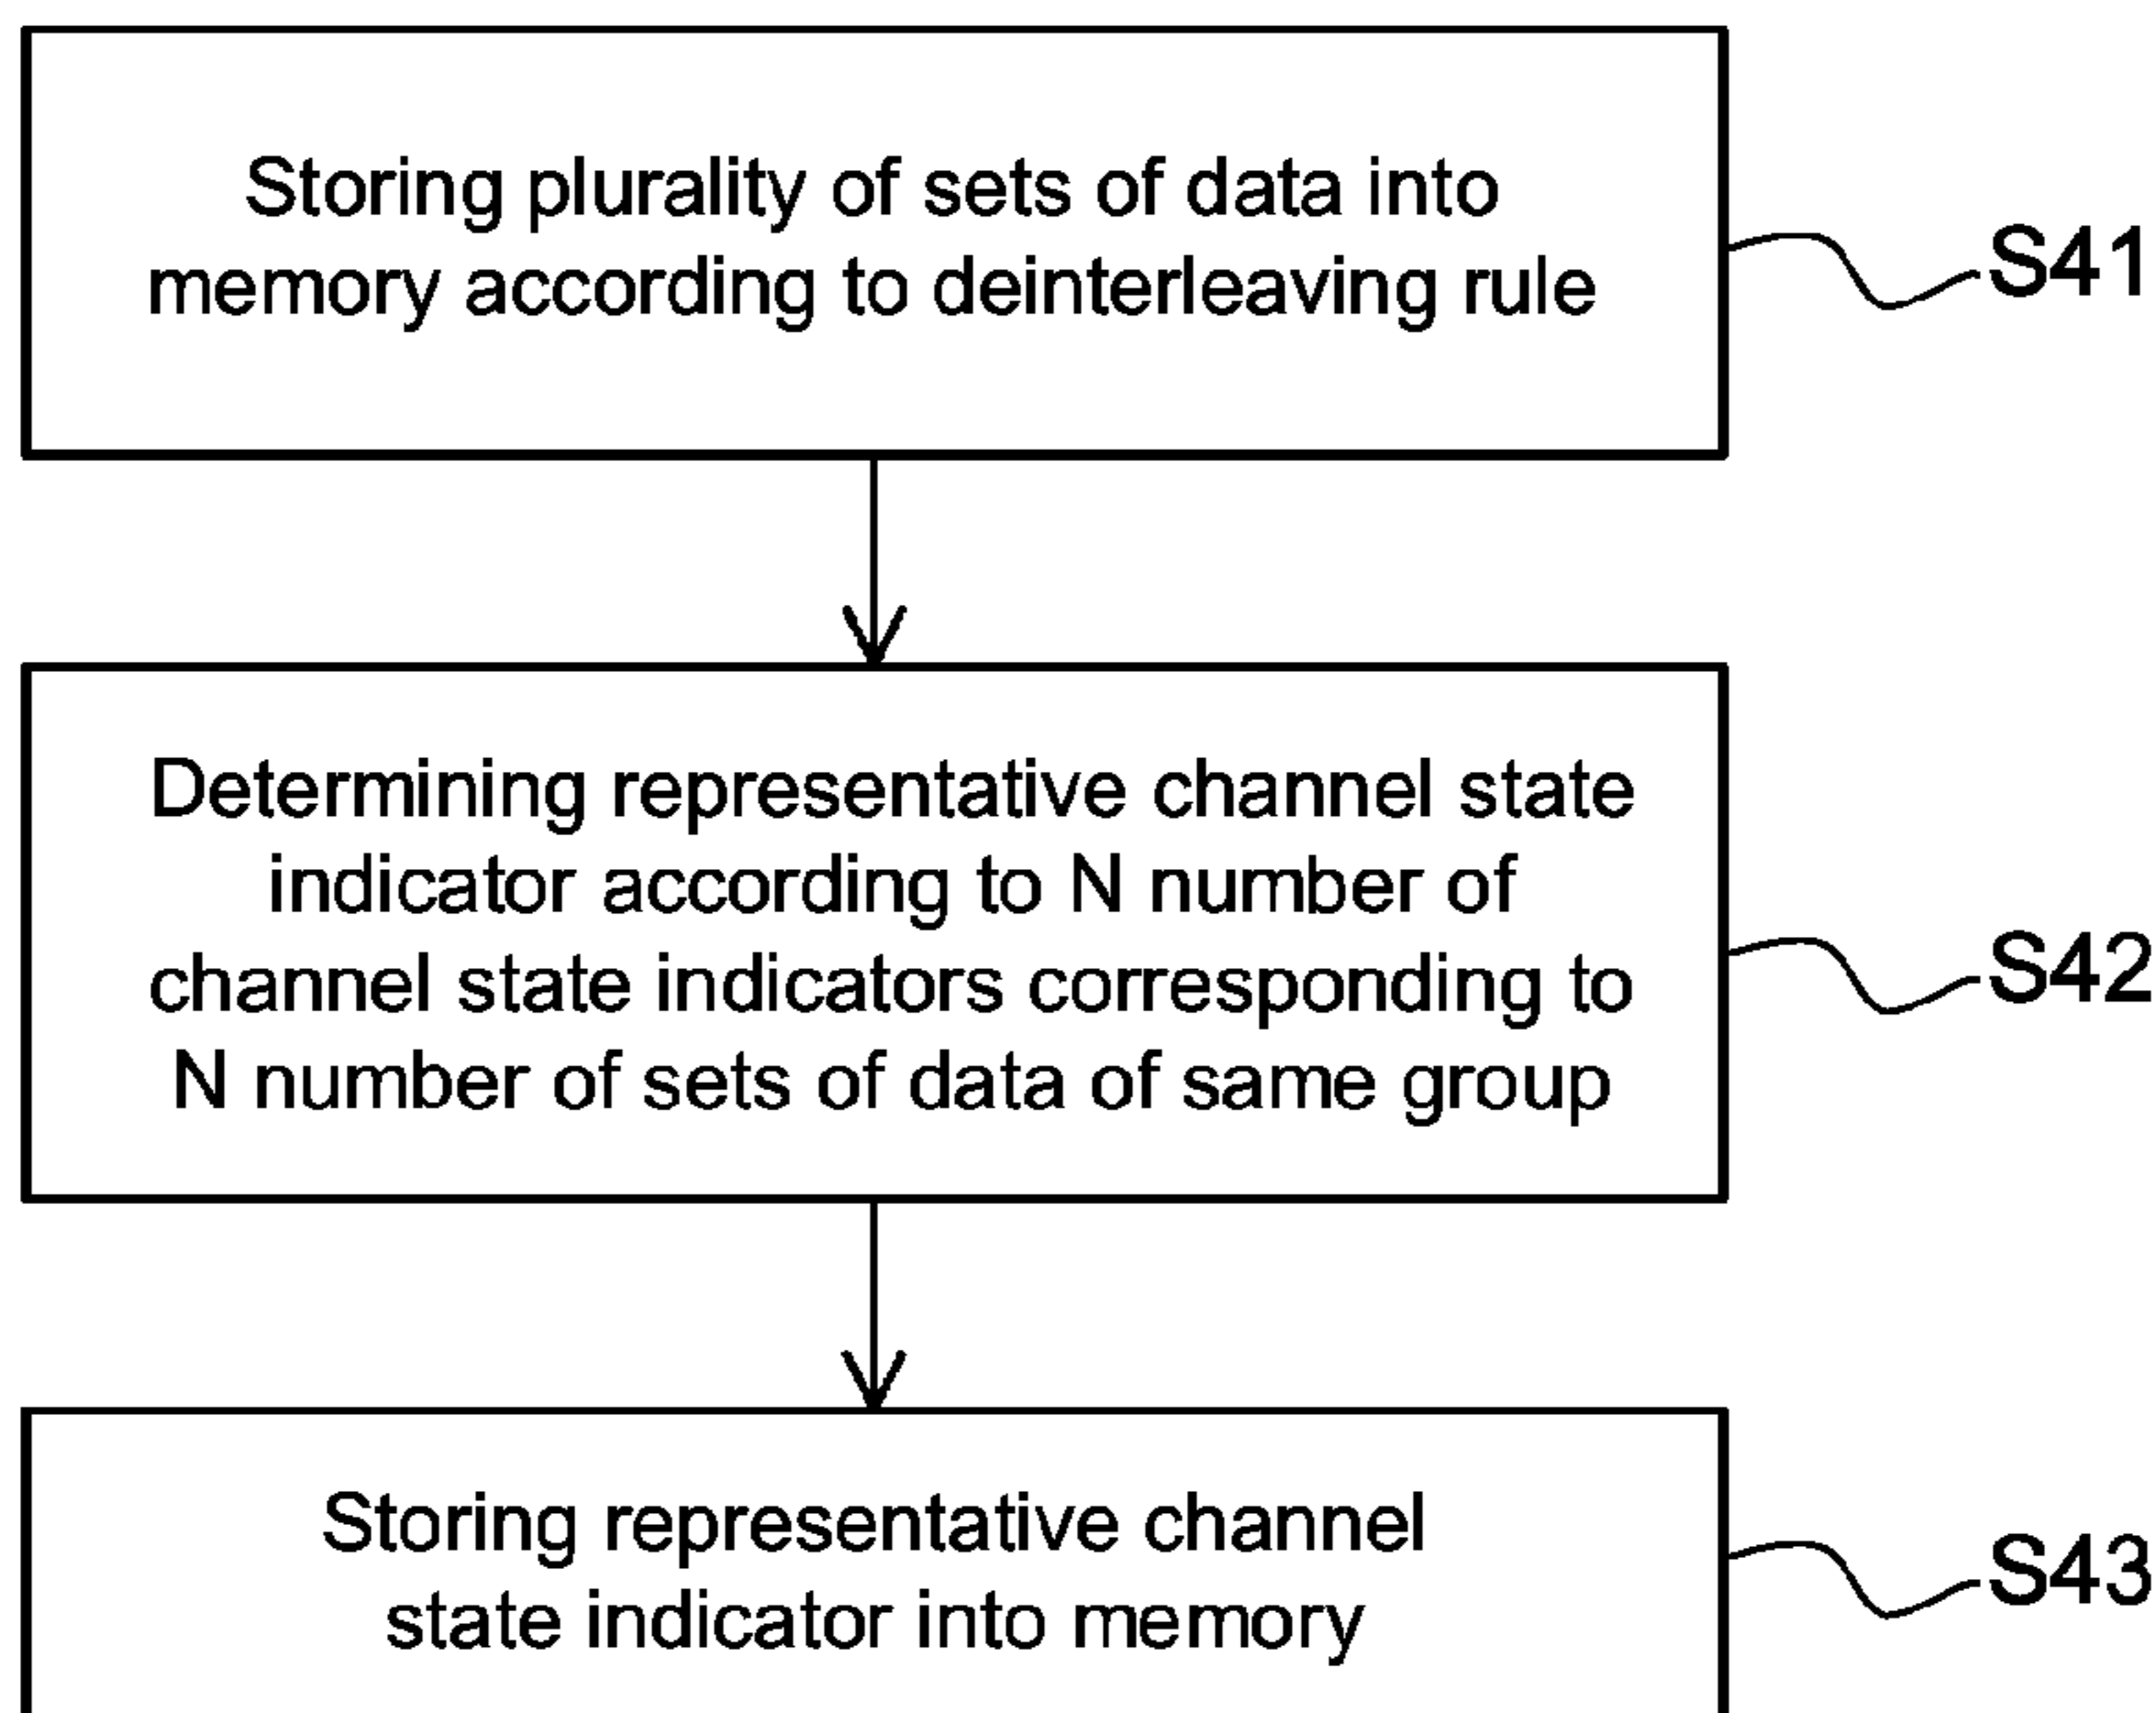 Storing plurality of sets of data into
memory according to deinterleaving rule
S41
Determining representative channel state
indicator according to N number of
channel state indicators corresponding to
N number of sets of data of same group
S42
Storing representative channel
state indicator into memory
S43